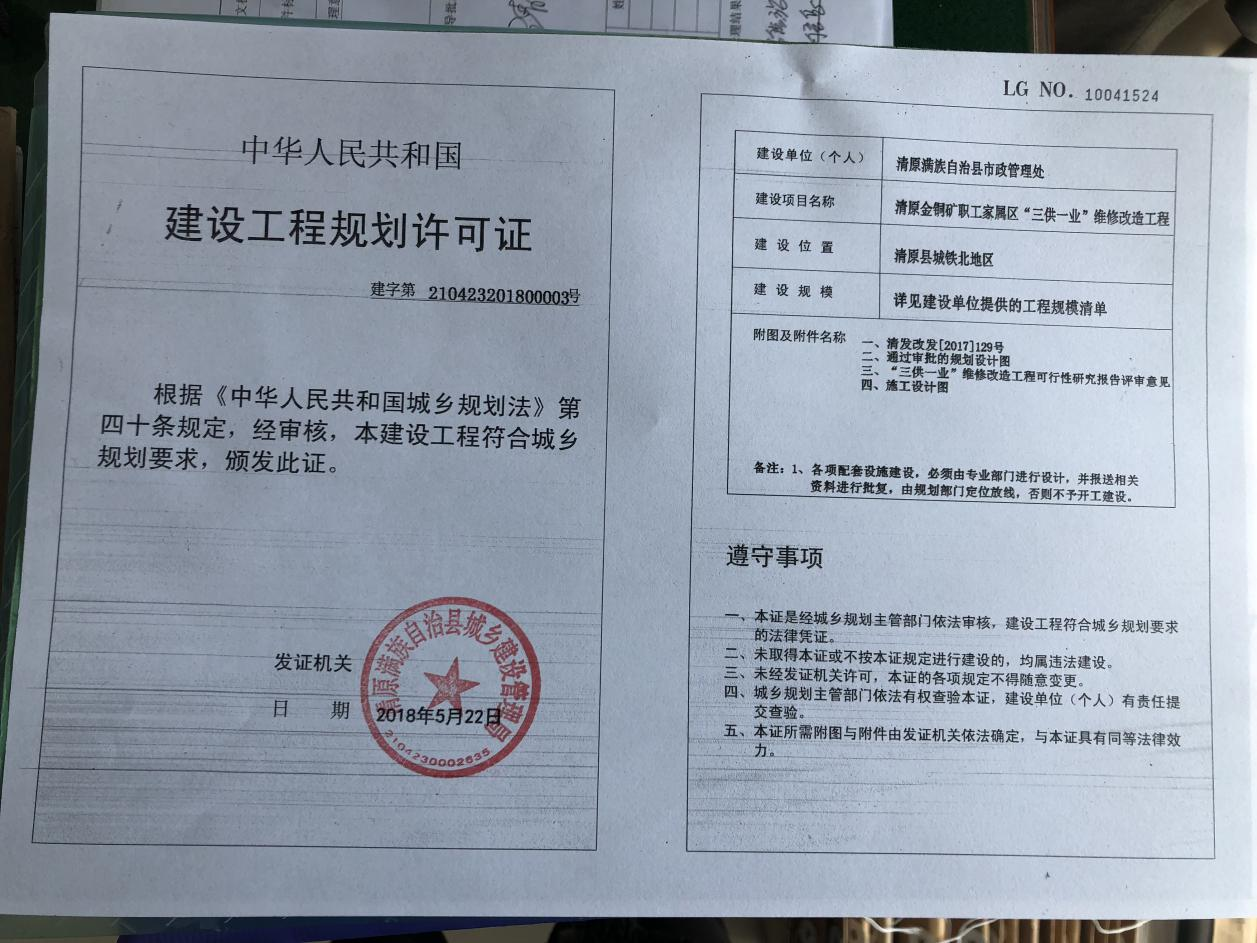 LG NO. 10041524
中华人民共和国
建设工程规划许可证
建字第 210423201800003号
根据《中华人民共和国城乡规划法》第
四十条规定，经审核，本建设工程符合城乡
规划要求，颁发此证。
发证机关
日 期 2018年5月22日
清原满族自治县城乡建设管理局
2104230002635
建设单位（个人） 清原满族自治县市政管理处
建设项目名称 清原金铜矿职工家属区“三供一业”维修改造工程
建设位置 清原县城铁北地区
建设规模 详见建设单位提供的工程规模清单
附图及附件名称
一、清发改发[2017]129号
二、通过审批的规划设计图
三、“三供一业”维修改造工程可行性研究报告评审意见
四、施工设计图
备注：1、各项配套设施建设，必须由专业部门进行设计，并报送相关
资料进行批复，由规划部门定位放线，否则不予开工建设。
遵守事项
一、本证是经城乡规划主管部门依法审核，建设工程符合城乡规划要求
的法律凭证。
二、未取得本证或不按本证规定进行建设的，均属违法建设。
三、未经发证机关许可，本证的各项规定不得随意变更。
四、城乡规划主管部门依法有权查验本证，建设单位（个人）有责任提
交查验。
五、本证所需附图与附件由发证机关依法确定，与本证具有同等法律效
力。